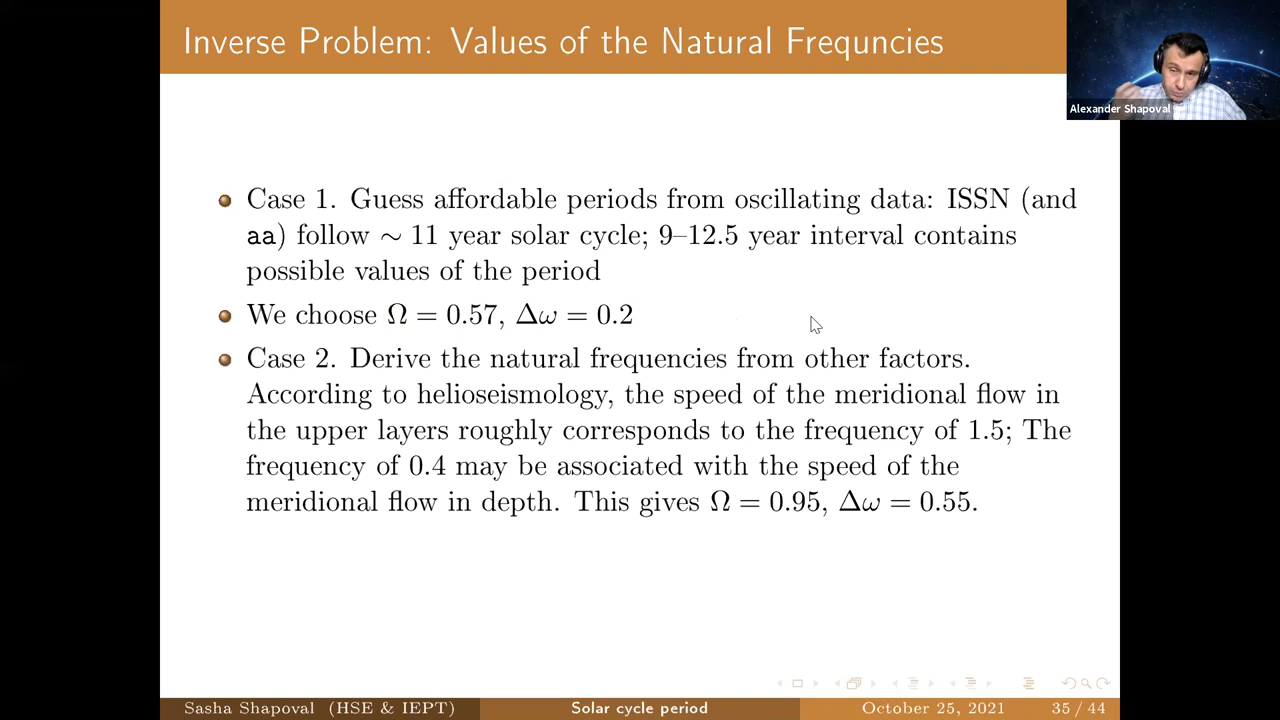 Inverse Problem: Values of the Natural Frequncies
Alexander Shapoval
Case 1. Guess affordable periods from oscillating data: ISSN (and
aa) follow ∼ 11 year solar cycle; 9–12.5 year interval contains
possible values of the period
We choose Ω = 0.57, Δω = 0.2
Case 2. Derive the natural frequencies from other factors.
According to helioseismology, the speed of the meridional flow in
the upper layers roughly corresponds to the frequency of 1.5; The
frequency of 0.4 may be associated with the speed of the
meridional flow in depth. This gives Ω = 0.95, Δω = 0.55.
Sasha Shapoval (HSE & IEPT)
Solar cycle period
October 25, 2021
35 / 44